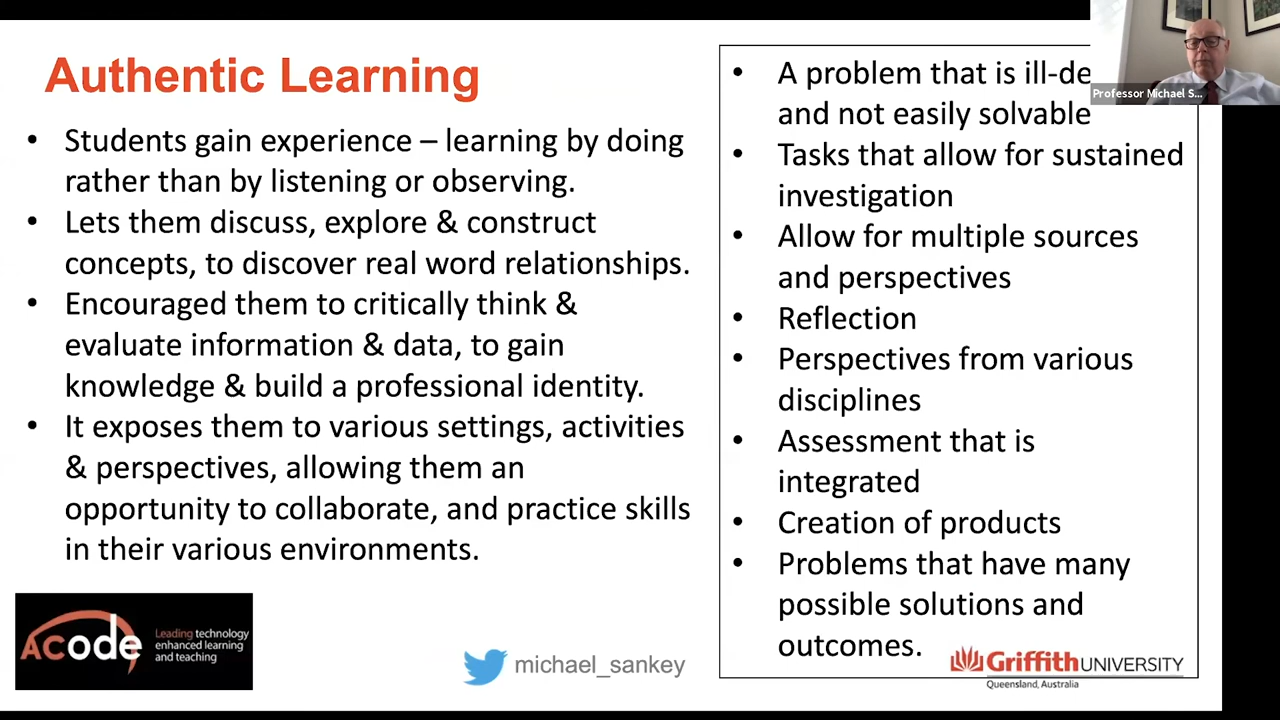 Authentic Learning
• Students gain experience – learning by doing
rather than by listening or observing.
• Lets them discuss, explore & construct
concepts, to discover real word relationships.
• Encouraged them to critically think &
evaluate information & data, to gain
knowledge & build a professional identity.
• It exposes them to various settings, activities
& perspectives, allowing them an
opportunity to collaborate, and practice skills
in their various environments.
• A problem that is ill-de
and not easily solvable
• Tasks that allow for sustained
investigation
• Allow for multiple sources
and perspectives
• Reflection
• Perspectives from various
disciplines
• Assessment that is
integrated
• Creation of products
• Problems that have many
possible solutions and
outcomes.
Professor Michael S...
ACode
Leading technology
enhanced learning
and teaching
michael_sankey
Griffith UNIVERSITY
Queensland, Australia